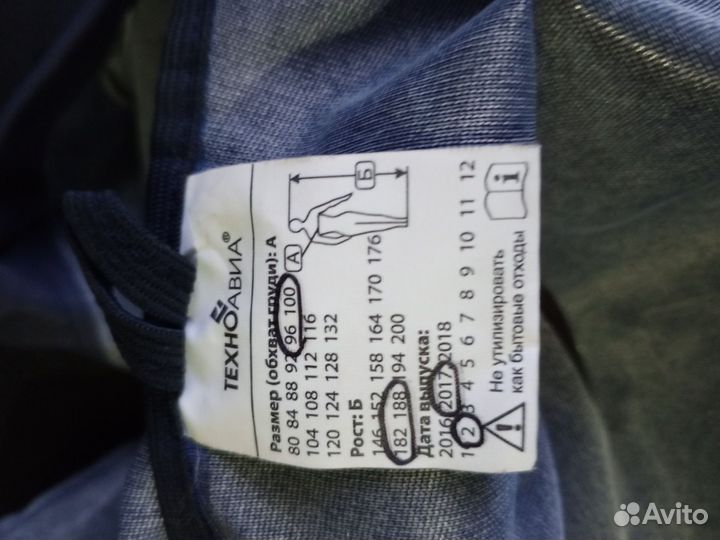 ТЕХНОАВИА®
Размер (обхват груди): А
80 84 88 92 96 100
104 108 112 116
120 124 128 132
Рост: Б
146 152 158 164 170 176
182 188 194 200
Дата выпуска:
2016 2017 2018
1 2 3 4 5 6 7 8 9 10 11 12
Не утилизировать
как бытовые отходы
А
Б
i
Avito